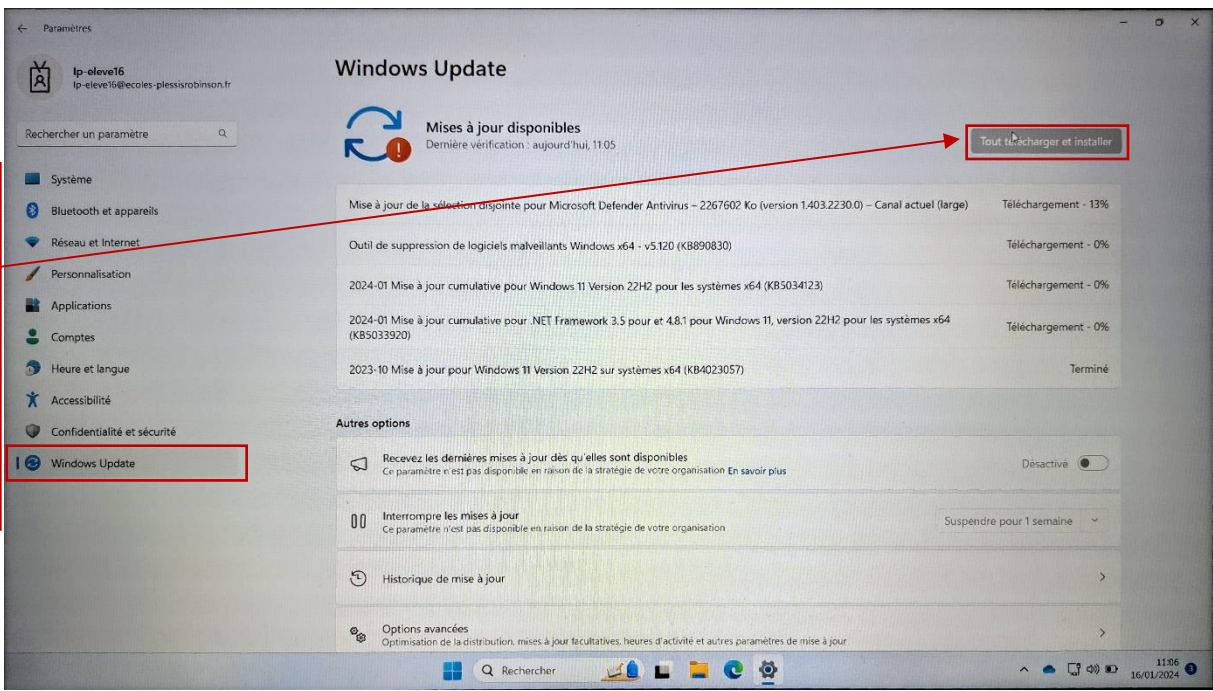 Paramètres
lp-eleve16
lp-eleve16@ecoles-plessisrobinson.fr
Rechercher un paramètre
Système
Bluetooth et appareils
Réseau et Internet
Personnalisation
Applications
Comptes
Heure et langue
Accessibilité
Confidentialité et sécurité
Windows Update
Windows Update
Mises à jour disponibles
Dernière vérification : aujourd'hui, 11:05
Tout télécharger et installer
Mise à jour de la sélection disjointe pour Microsoft Defender Antivirus – 2267602 Ko (version 1.403.2230.0) – Canal actuel (large) Téléchargement - 13%
Outil de suppression de logiciels malveillants Windows x64 - v5.120 (KB890830) Téléchargement - 0%
2024-01 Mise à jour cumulative pour Windows 11 Version 22H2 pour les systèmes x64 (KB5034123) Téléchargement - 0%
2024-01 Mise à jour cumulative pour .NET Framework 3.5 pour et 4.8.1 pour Windows 11, version 22H2 pour les systèmes x64
(KB5033920) Téléchargement - 0%
2023-10 Mise à jour pour Windows 11 Version 22H2 sur systèmes x64 (KB4023057) Terminé
Autres options
Recevez les dernières mises à jour dès qu'elles sont disponibles
Ce paramètre n'est pas disponible en raison de la stratégie de votre organisation En savoir plus
Désactivé
Interrompre les mises à jour
Ce paramètre n'est pas disponible en raison de la stratégie de votre organisation
Suspendre pour 1 semaine
Historique de mise à jour
Options avancées
Optimisation de la distribution, mises à jour facultatives, heures d'activité et autres paramètres de mise à jour
Rechercher
11:06
16/01/2024
3